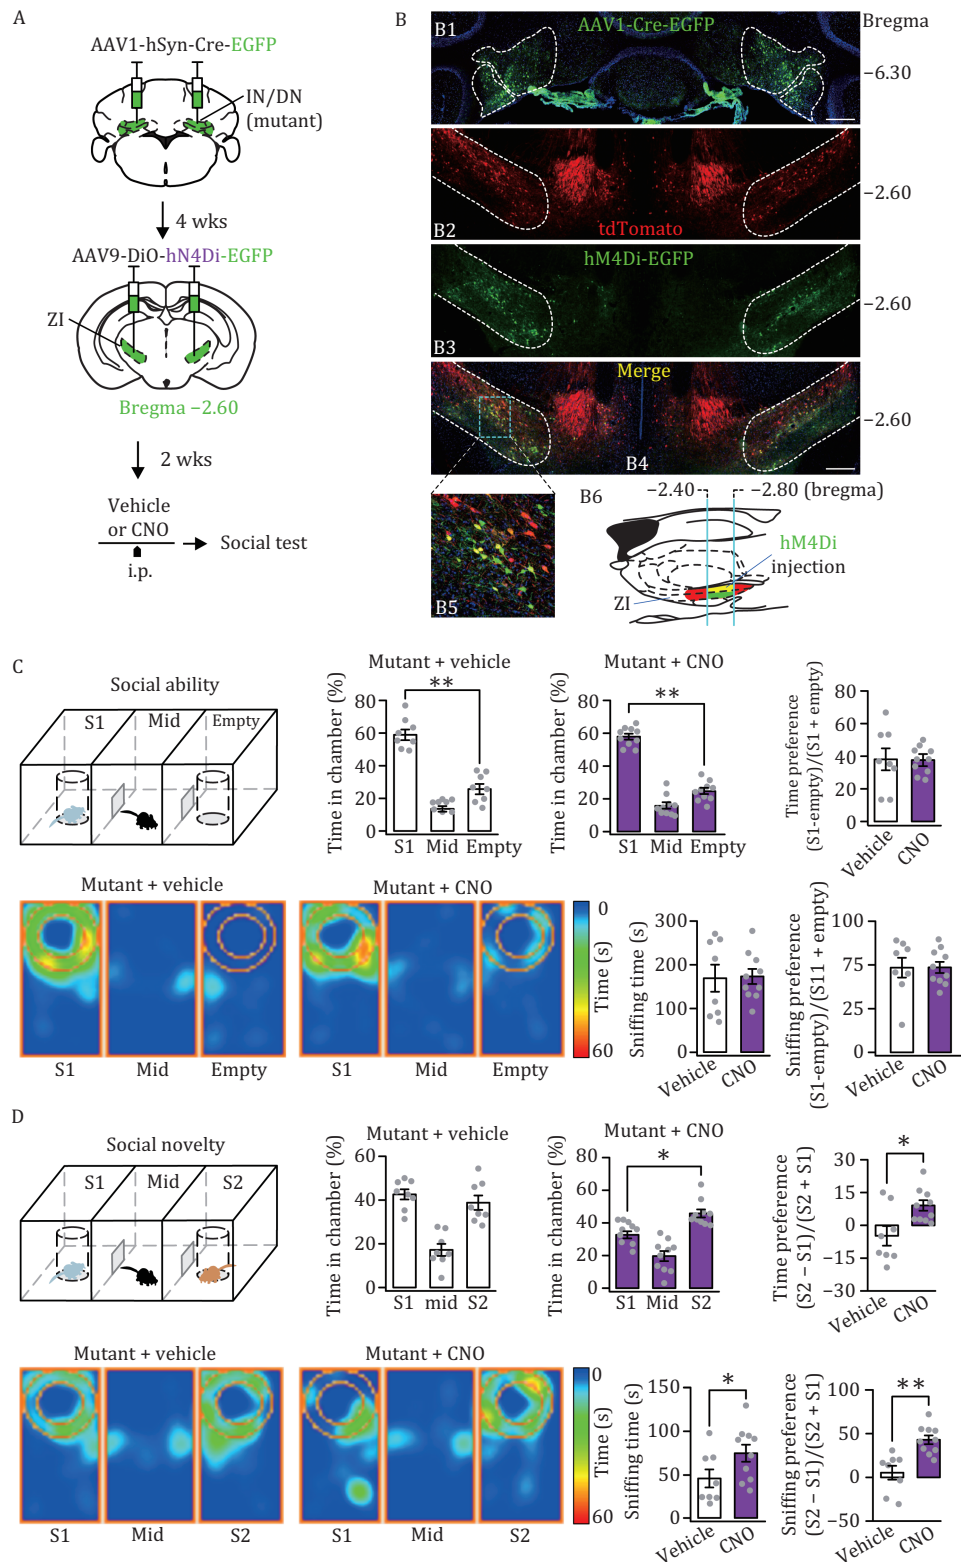 A
AAV1-hSyn-Cre-EGFP
IN/DN
(mutant)
4 wks
AAV9-DiO-hN4Di-EGFP
ZI
Bregma −2.60
2 wks
Vehicle
or CNO
i.p.
Social test
B
Bregma
B1
AAV1-Cre-EGFP
−6.30
B2
tdTomato
−2.60
hM4Di-EGFP
B3
−2.60
Merge
B4
−2.60
B5
B6
−2.40
−2.80 (bregma)
hM4Di
injection
ZI
C
Social ability
S1
Mid
Empty
Mutant + vehicle
Time in chamber (%)
80
60
40
20
0
S1
Mid
Empty
**
Mutant + CNO
Time in chamber (%)
80
60
40
20
0
S1
Mid
Empty
**
Time preference
(S1-empty)/(S1 + empty)
80
60
40
20
0
Vehicle
CNO
Mutant + vehicle
S1
Mid
Empty
Mutant + CNO
S1
Mid
Empty
0
Time (s)
60
Sniffing time (s)
300
200
100
0
Vehicle
CNO
Sniffing preference
(S1-empty)/(S11 + empty)
100
75
25
0
Vehicle
CNO
D
Social novelty
S1
Mid
S2
Mutant + vehicle
Time in chamber (%)
60
40
20
0
S1
mid
S2
Mutant + CNO
Time in chamber (%)
80
60
40
20
0
S1
Mid
S2
*
Time preference
(S2 − S1)/(S2 + S1)
30
15
0
−15
−30
Vehicle
CNO
*
Mutant + vehicle
S1
Mid
S2
Mutant + CNO
S1
Mid
S2
0
Time (s)
60
Sniffing time (s)
150
100
50
0
Vehicle
CNO
*
Sniffing preference
(S2 − S1)/(S2 + S1)
100
50
0
−50
Vehicle
CNO
**